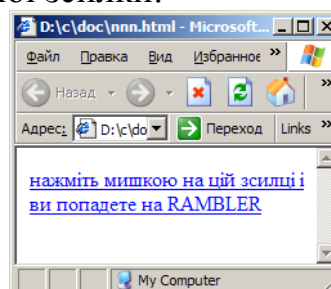 D:\c\doc\nnn.html - Microsoft...
Файл Правка Вид Избранное »
Назад »
Адрес: D:\c\do Переход Links »
нажміть мишкою на цій зсилці і
ви попадете на RAMBLER
My Computer